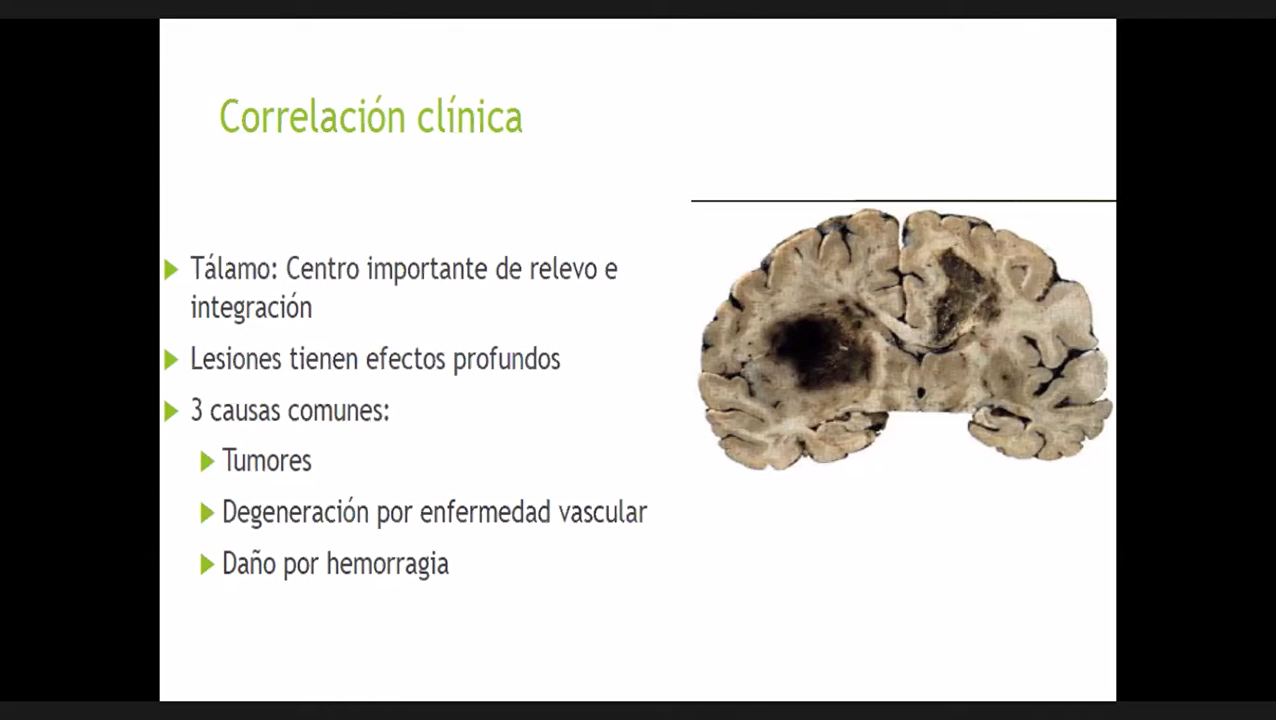 Correlación clínica
Tálamo: Centro importante de relevo e
integración
Lesiones tienen efectos profundos
3 causas comunes:
Tumores
Degeneración por enfermedad vascular
Daño por hemorragia